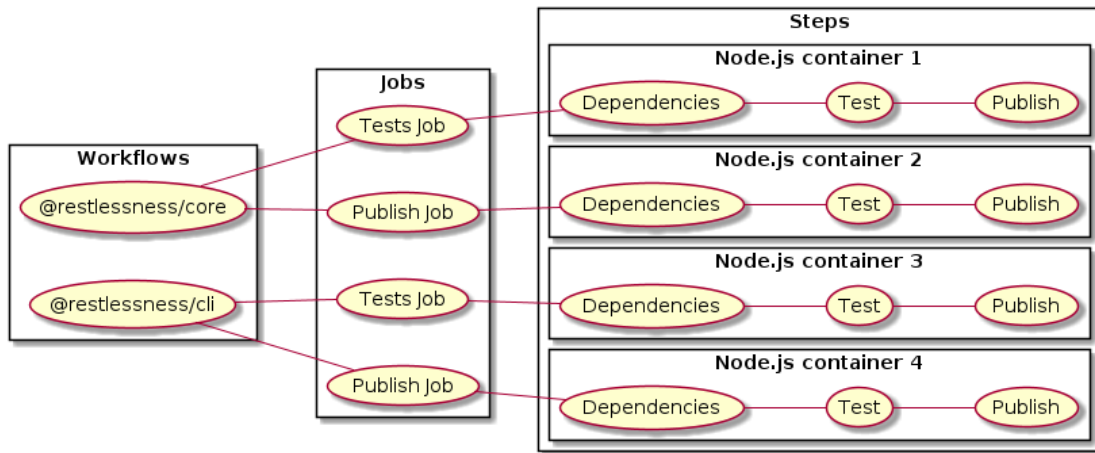 Steps
Node.js container 1
Dependencies
Test
Publish
Jobs
Tests Job
Publish Job
Tests Job
Publish Job
Workflows
@restlessness/core
@restlessness/cli
Node.js container 2
Dependencies
Test
Publish
Node.js container 3
Dependencies
Test
Publish
Node.js container 4
Dependencies
Test
Publish